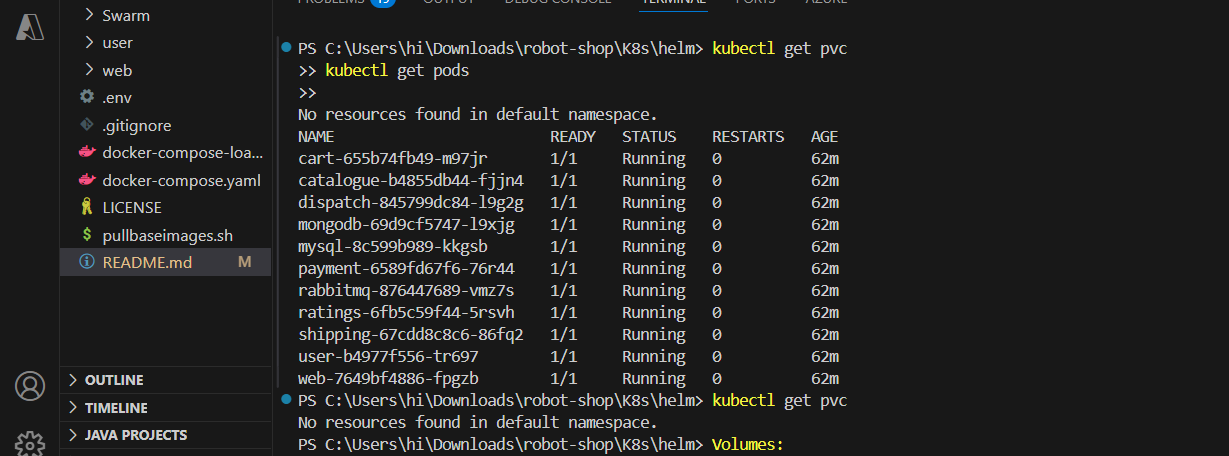 Swarm
user
web
.env
.gitignore
docker-compose-loa...
docker-compose.yaml
LICENSE
$ pullbaseimages.sh
README.md M
OUTLINE
TIMELINE
JAVA PROJECTS
PROBLEMS OUTPUT DEBUG CONSOLE TERMINAL PORTS AZURE
PS C:\Users\hi\Downloads\robot-shop\K8s\helm> kubectl get pvc
>> kubectl get pods
>>
No resources found in default namespace.
NAME READY STATUS RESTARTS AGE
cart-655b74fb49-m97jr 1/1 Running 0 62m
catalogue-b4855db44-fjjn4 1/1 Running 0 62m
dispatch-845799dc84-l9g2g 1/1 Running 0 62m
mongodb-69d9cf5747-l9xjg 1/1 Running 0 62m
mysql-8c599b989-kkgsb 1/1 Running 0 62m
payment-6589fd67f6-76r44 1/1 Running 0 62m
rabbitmq-876447689-vmz7s 1/1 Running 0 62m
ratings-6fb5c59f44-5rsvh 1/1 Running 0 62m
shipping-67cdd8c8c6-86fq2 1/1 Running 0 62m
user-b4977f556-tr697 1/1 Running 0 62m
web-7649bf4886-fpgzb 1/1 Running 0 62m
PS C:\Users\hi\Downloads\robot-shop\K8s\helm> kubectl get pvc
No resources found in default namespace.
PS C:\Users\hi\Downloads\robot-shop\K8s\helm> Volumes: